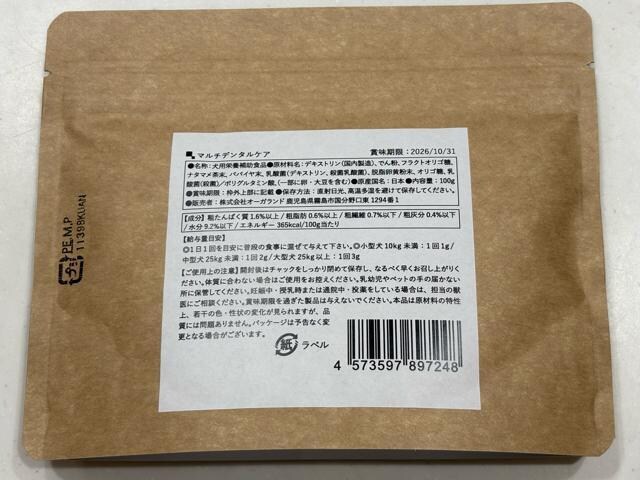 マルチデンタルケア 賞味期限:2026/10/31
●名称:犬用栄養補助食品●原材料名:デキストリン(国内製造)、でん粉、フラクトオリゴ糖、
ナタマメ茶末、パパイヤ末、乳酸菌(デキストリン、殺菌乳酸菌)、脱脂卵黄粉末、オリゴ糖、乳
酸菌(殺菌)/ポリグルタミン酸、(一部に卵・大豆を含む)●原産国名:日本●内容量:100g
●賞味期限:枠外上部に記載●保存方法:直射日光、高温多湿を避けて保存してください。
●販売者:株式会社オーガランド 鹿児島県霧島市国分野口東 1294番1
【成分】粗たんぱく質1.6%以上/粗脂肪0.6%以上/粗繊維0.7%以下/粗灰分0.4%以下
/水分9.2%以下/エネルギー 365kcal/100g当たり
【給与量目安】
◎1日1回を目安に普段の食事に混ぜて与えて下さい。◎小型犬 10kg未満:1回1g/
中型犬 25kg未満:1回2g/大型犬 25kg以上:1回3g
【ご使用上の注意】開封後はチャックをしっかり閉めて保存し、なるべく早くお召し上がりく
ださい。体質に合わない場合はご使用をお控えください。乳幼児やペットの手の届かない所
に保管してください。妊娠中・授乳時または通院中・投薬をしている場合は、担当の獣
医にご相談ください。賞味期限を過ぎた製品は与えないでください。本品は原材料の特性
上、若干の色・性状の変化が見られますが、品
質には問題ありません。パッケージは予告なく変
更となる場合がございます。
紙 ラベル
4 573597 897248
プラ PE,M,P
11398KUAN